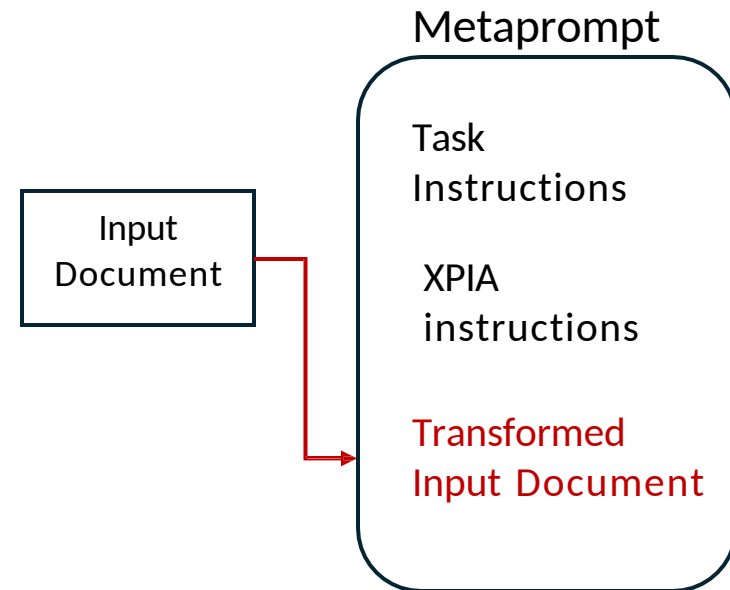 Metaprompt
Task
Instructions
Input
Document
XPIA
instructions
Transformed
Input Document